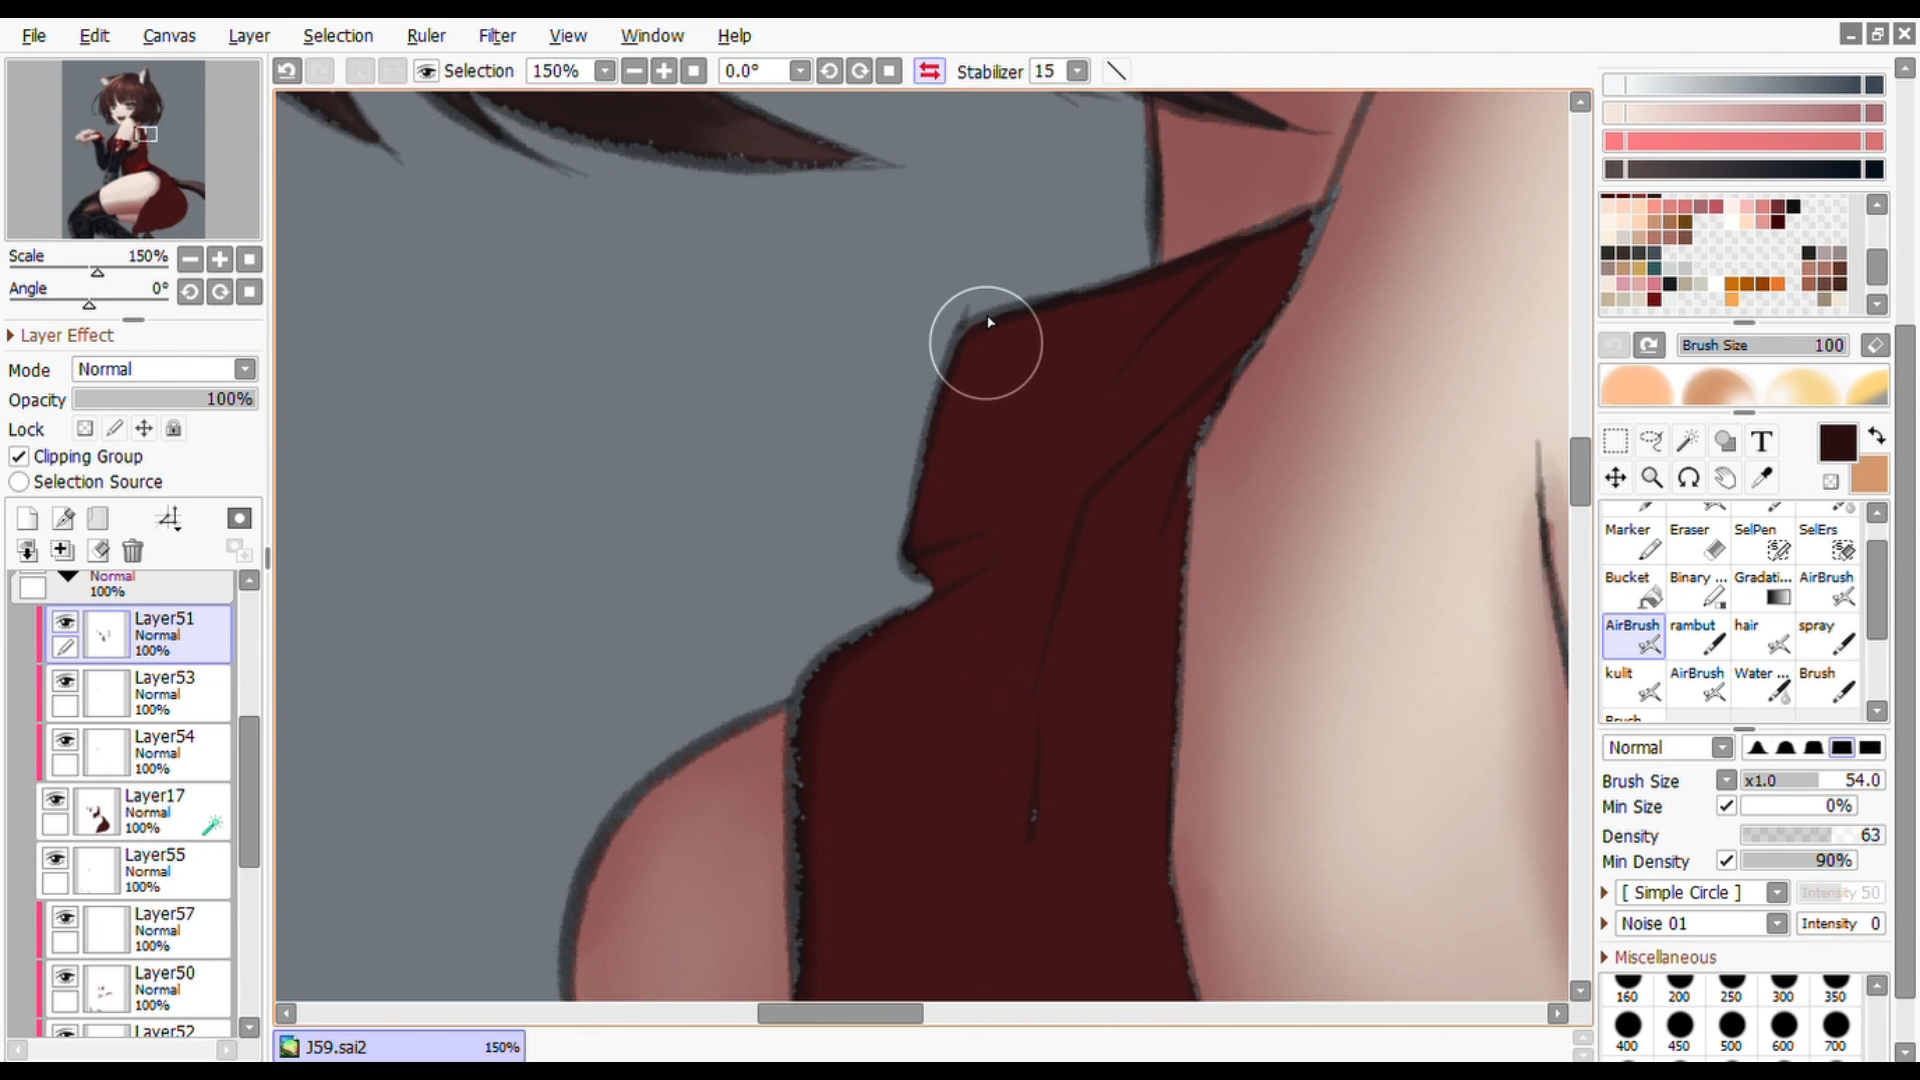 File Edit Canvas Layer Selection Ruler Filter View Window Help
Selection 150% 0.0° Stabilizer 15
Scale 150%
Angle 0°
Layer Effect
Mode Normal
Opacity 100%
Lock
Clipping Group
Selection Source
Normal
100%
Layer51
Normal
100%
Layer53
Normal
100%
Layer54
Normal
100%
Layer17
Normal
100%
Layer55
Normal
100%
Layer57
Normal
100%
Layer50
Normal
100%
Layer52
J59.sai2 150%
Brush Size 100
T
Marker Eraser SelPen SelErs
Bucket Binary ... Gradati... AirBrush
AirBrush rambut hair spray
kulit AirBrush Water ... Brush
Brush
Normal
Brush Size x1.0 54.0
Min Size 0%
Density 63
Min Density 90%
[ Simple Circle ] Intensity 50
Noise 01 Intensity 0
Miscellaneous
160 200 250 300 350
400 450 500 600 700